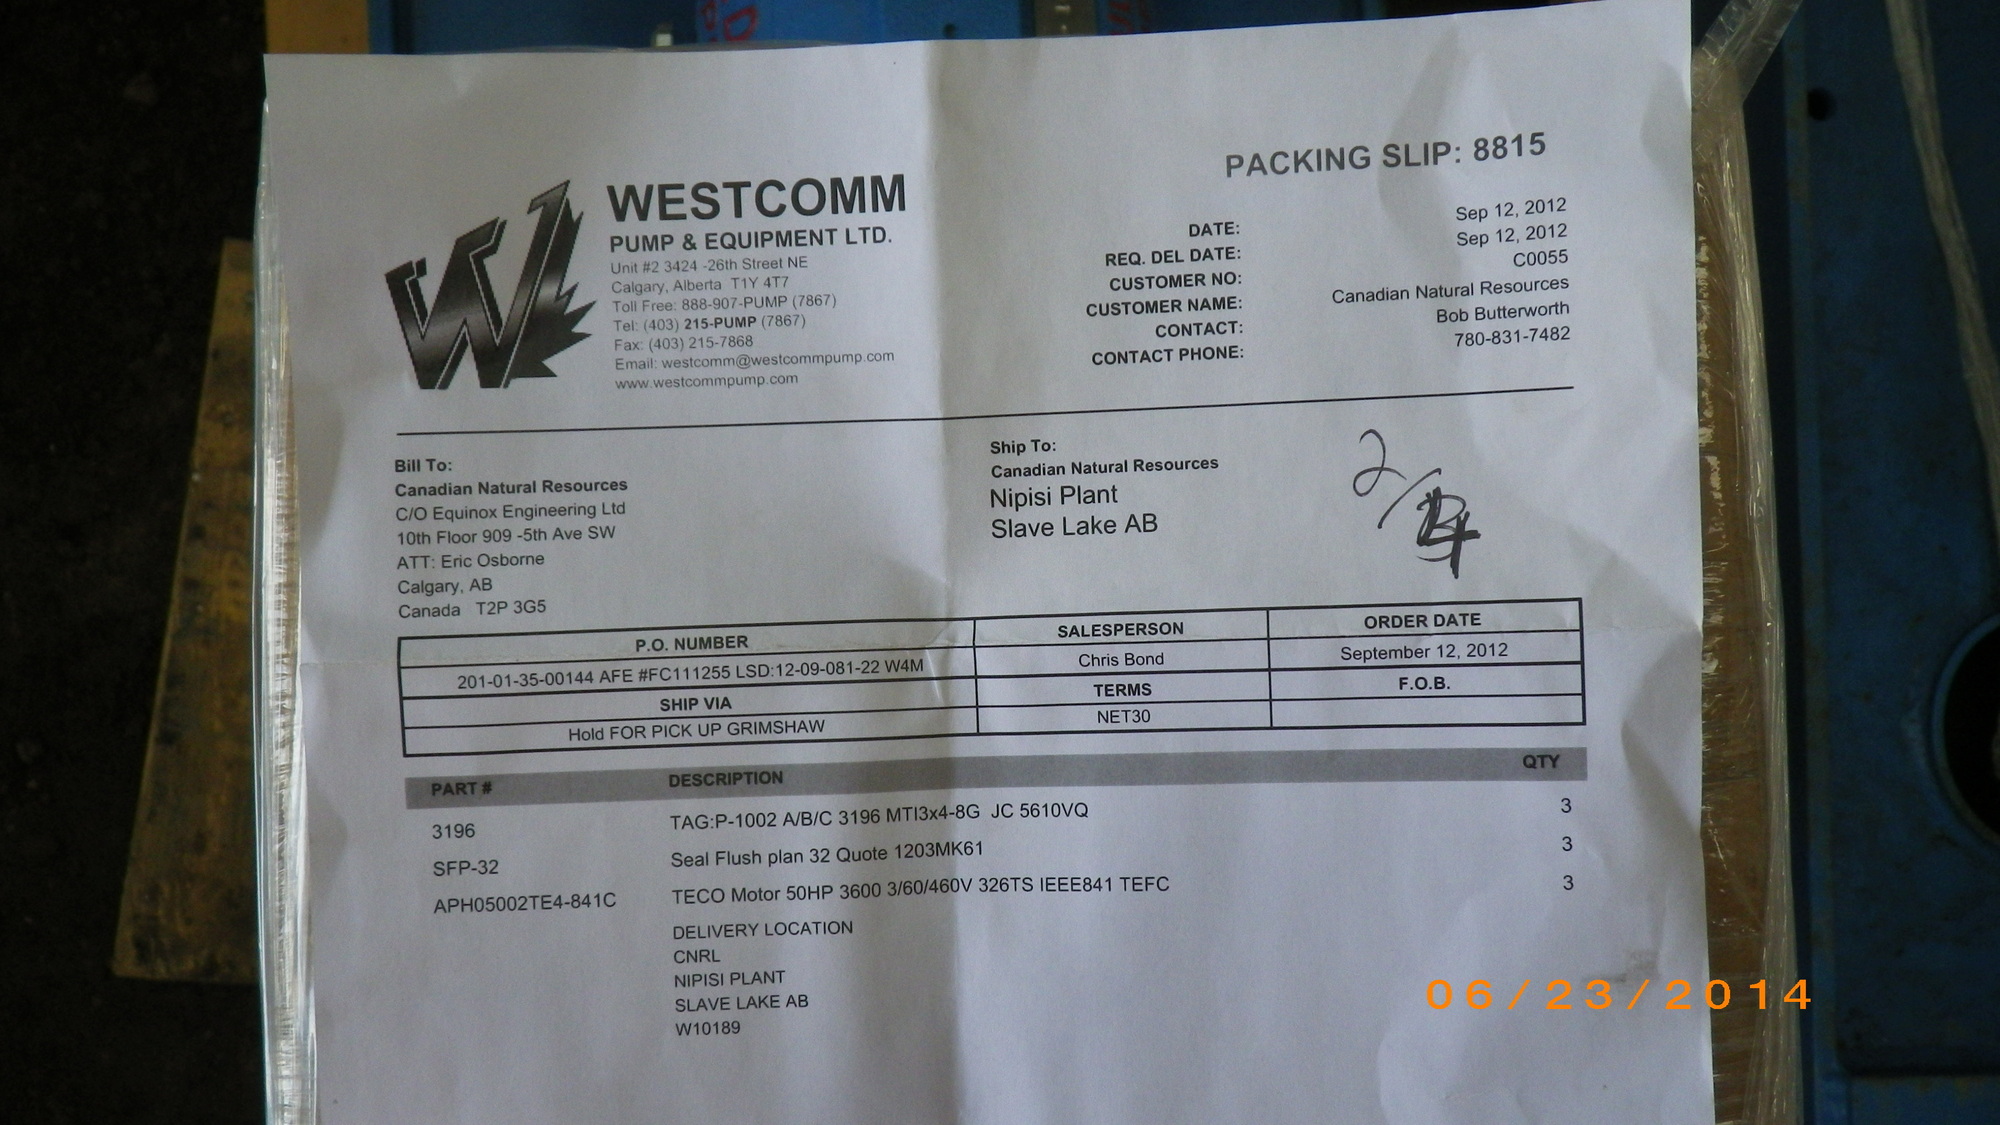 PACKING SLIP: 8815
WESTCOMM
PUMP & EQUIPMENT LTD.
Unit #2 3424 -26th Street NE
Calgary, Alberta T1Y 4T7
Toll Free: 888-907-PUMP (7867)
Tel: (403) 215-PUMP (7867)
Fax: (403) 215-7868
Email: westcomm@westcommpump.com
www.westcommpump.com
DATE: Sep 12, 2012
REQ. DEL DATE: Sep 12, 2012
CUSTOMER NO: C0055
CUSTOMER NAME: Canadian Natural Resources
CONTACT: Bob Butterworth
CONTACT PHONE: 780-831-7482
Bill To:
Canadian Natural Resources
C/O Equinox Engineering Ltd
10th Floor 909 -5th Ave SW
ATT: Eric Osborne
Calgary, AB
Canada T2P 3G5
Ship To:
Canadian Natural Resources
Nipisi Plant
Slave Lake AB
2/4
P.O. NUMBER SALESPERSON ORDER DATE
201-01-35-00144 AFE #FC111255 LSD:12-09-081-22 W4M Chris Bond September 12, 2012
SHIP VIA TERMS F.O.B.
Hold FOR PICK UP GRIMSHAW NET30
PART # DESCRIPTION QTY
3196 TAG:P-1002 A/B/C 3196 MTI3x4-8G JC 5610VQ 3
SFP-32 Seal Flush plan 32 Quote 1203MK61 3
APH05002TE4-841C TECO Motor 50HP 3600 3/60/460V 326TS IEEE841 TEFC 3
DELIVERY LOCATION
CNRL
NIPISI PLANT
SLAVE LAKE AB
W10189
06/23/2014